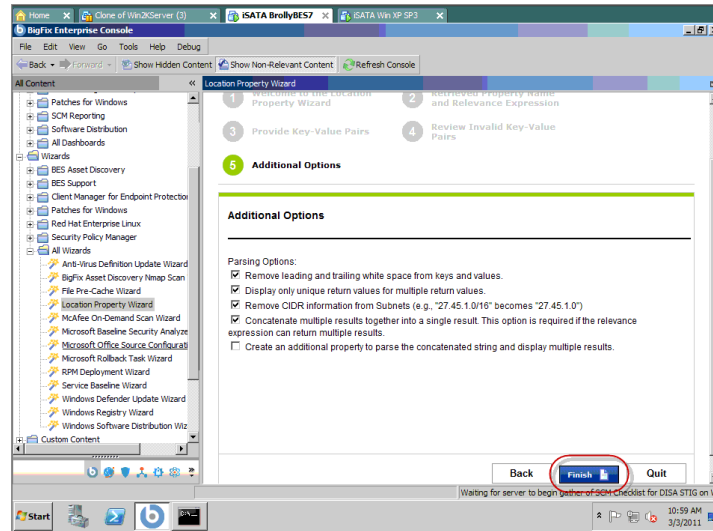 Home
Clone of Win2KServer (3)
iSATA BrollyBES7
iSATA Win XP SP3
BigFix Enterprise Console
File Edit View Go Tools Help Debug
Back Forward Show Hidden Content Show Non-Relevant Content Refresh Console
All Content
Location Property Wizard
Patches for Windows
SCM Reporting
Software Distribution
All Dashboards
Wizards
BES Asset Discovery
BES Support
Client Manager for Endpoint Protection
Patches for Windows
Red Hat Enterprise Linux
Security Policy Manager
All Wizards
Anti-Virus Definition Update Wizard
BigFix Asset Discovery Nmap Scan
File Pre-Cache Wizard
Location Property Wizard
McAfee On-Demand Scan Wizard
Microsoft Baseline Security Analyze
Microsoft Office Source Configurati
Microsoft Rollback Task Wizard
RPM Deployment Wizard
Service Baseline Wizard
Windows Defender Update Wizard
Windows Registry Wizard
Windows Software Distribution Wiz
Custom Content
1 Welcome to the Location
Property Wizard
2 Retrieved Property Name
and Relevance Expression
3 Provide Key-Value Pairs
4 Review Invalid Key-Value
Pairs
5 Additional Options
Additional Options
Parsing Options:
Remove leading and trailing white space from keys and values.
Display only unique return values for multiple return values.
Remove CIDR information from Subnets (e.g., "27.45.1.0/16" becomes "27.45.1.0")
Concatenate multiple results together into a single result. This option is required if the relevance
expression can return multiple results.
Create an additional property to parse the concatenated string and display multiple results.
Back Finish Quit
Waiting for server to begin gather of SCM Checklist for DISA STIG on
Start
10:59 AM
3/3/2011